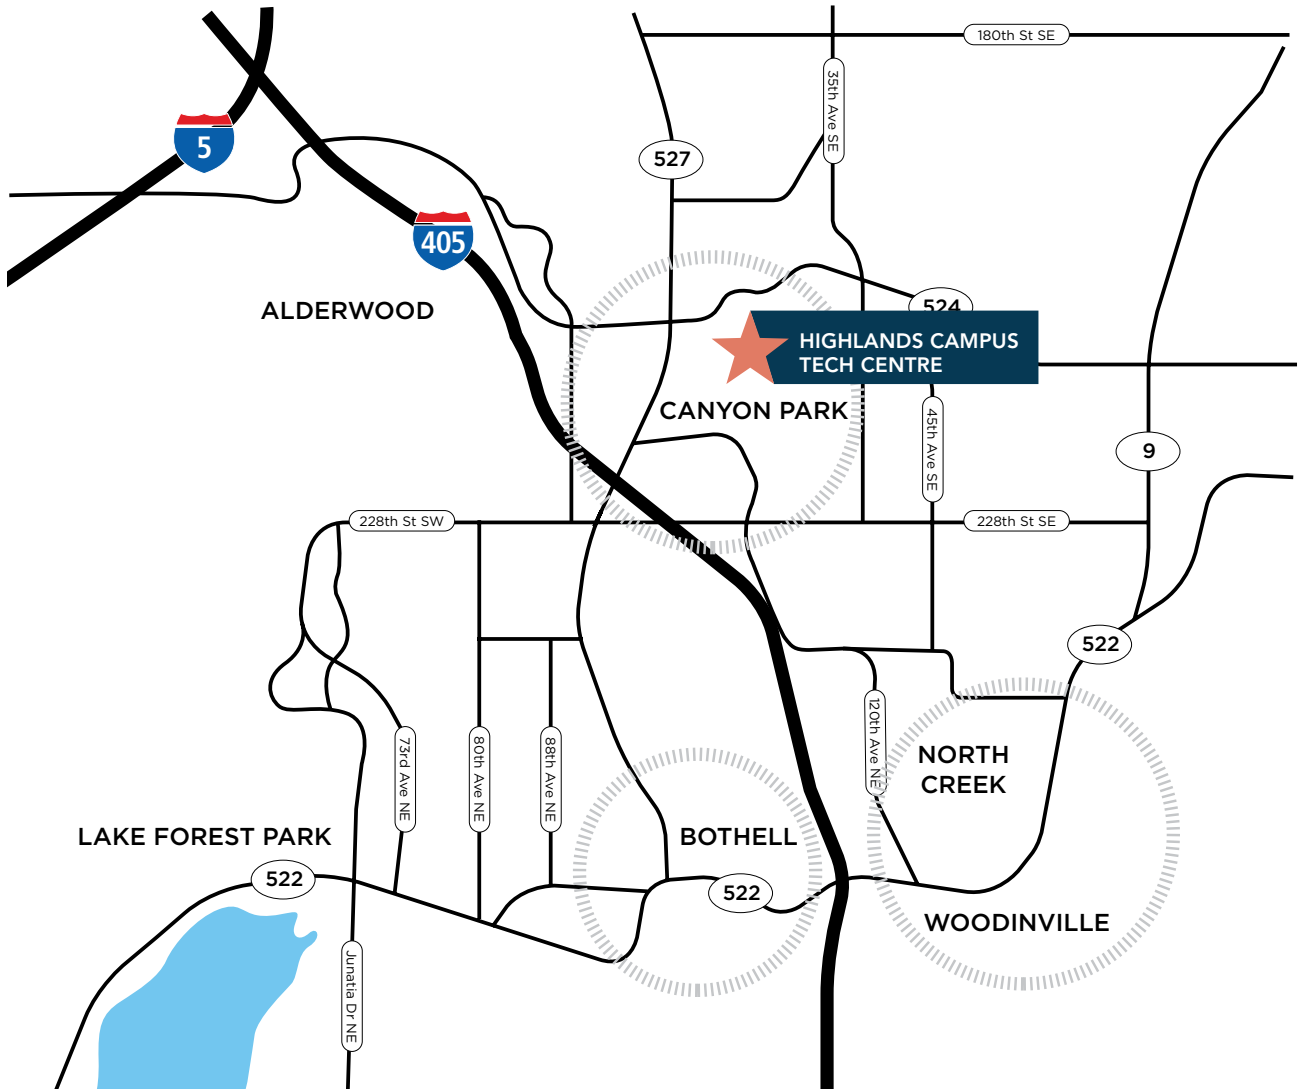 180th St SE
35th Ave SE
5
527
405
524
ALDERWOOD
HIGHLANDS CAMPUS
TECH CENTRE
CANYON PARK
45th Ave SE
9
228th St SW
228th St SE
522
120th Ave NE
NORTH
CREEK
73rd Ave NE
80th Ave NE
88th Ave NE
LAKE FOREST PARK
BOTHELL
522
522
WOODINVILLE
Junatia Dr NE